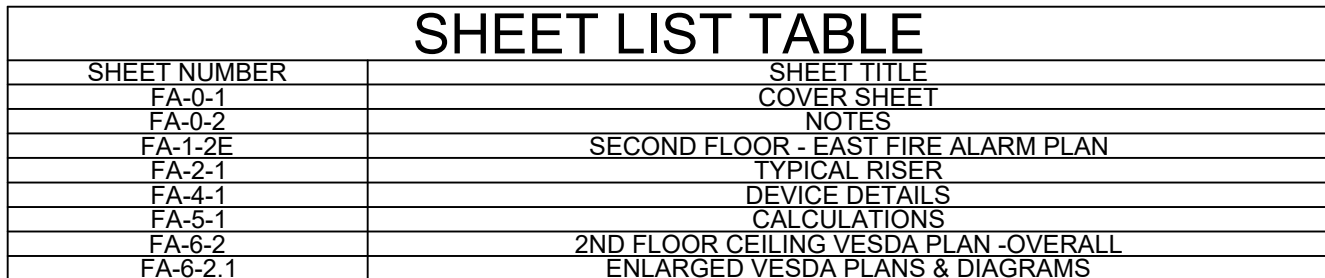 SHEET LIST TABLE
SHEET NUMBER SHEET TITLE
FA-0-1 COVER SHEET
FA-0-2 NOTES
FA-1-2E SECOND FLOOR - EAST FIRE ALARM PLAN
FA-2-1 TYPICAL RISER
FA-4-1 DEVICE DETAILS
FA-5-1 CALCULATIONS
FA-6-2 2ND FLOOR CEILING VESDA PLAN -OVERALL
FA-6-2.1 ENLARGED VESDA PLANS & DIAGRAMS